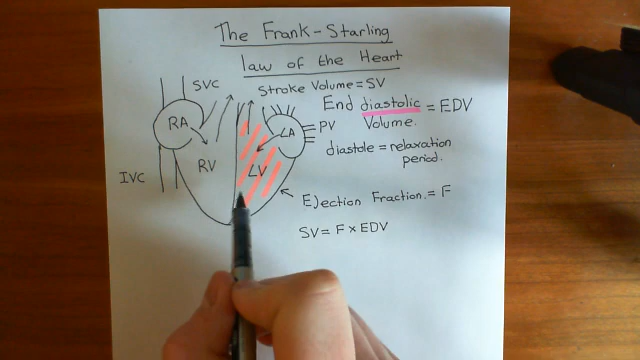 The Frank-Starling
law of the Heart
Stroke Volume = SV
SVC
End diastolic = EDV
Volume.
RA
LA
PV
diastole = relaxation
period.
RV
LV
IVC
Ejection Fraction. = F
SV = F × EDV